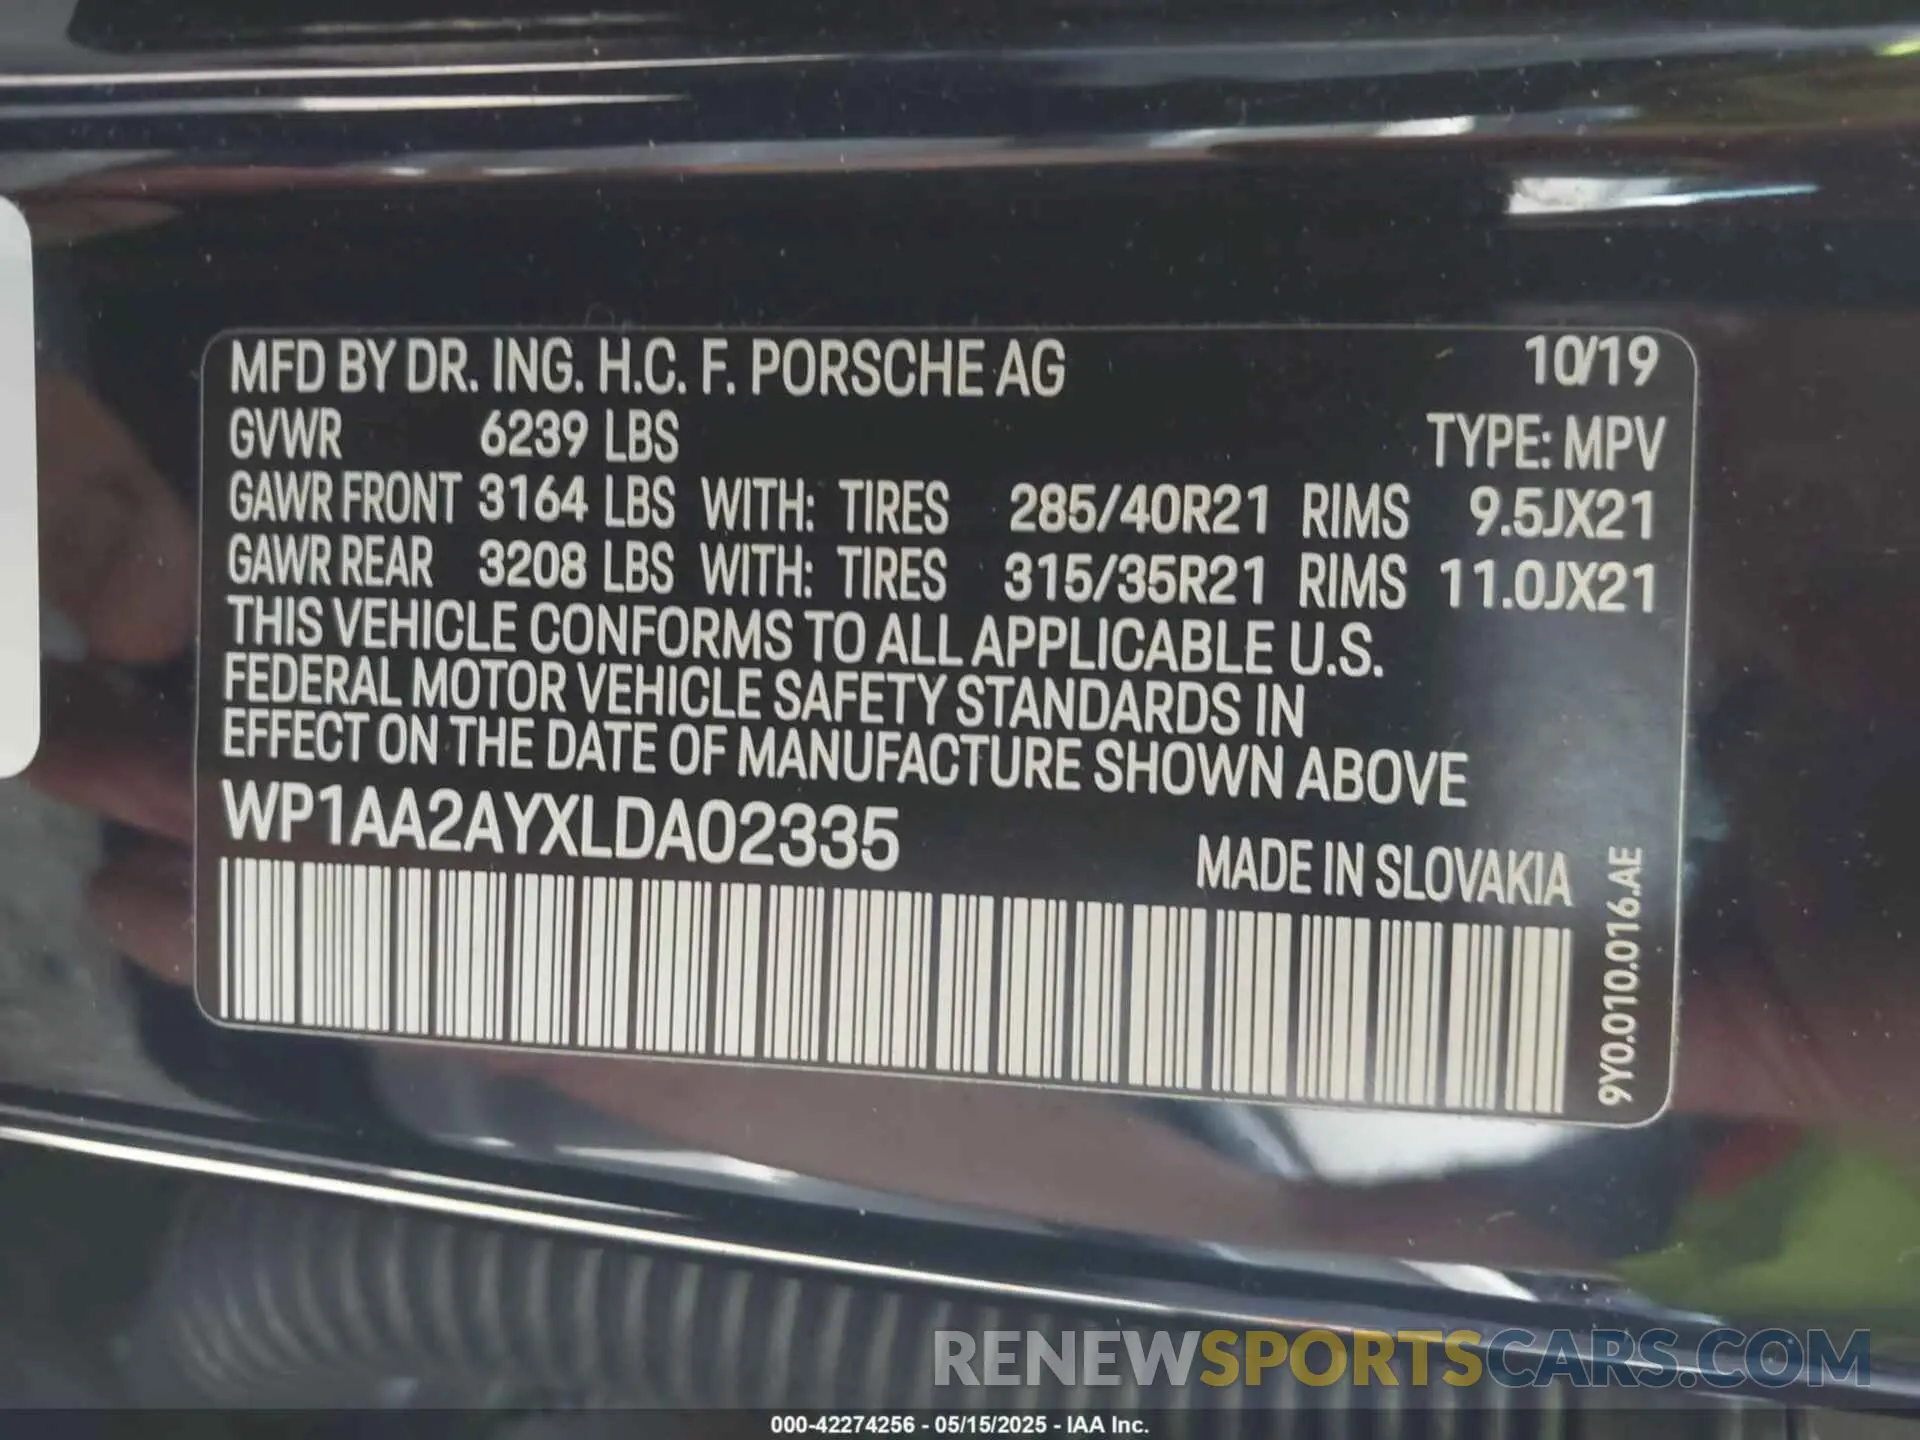 MFD BY DR. ING. H.C. F. PORSCHE AG 10/19
GVWR 6239 LBS TYPE: MPV
GAWR FRONT 3164 LBS WITH: TIRES 285/40R21 RIMS 9.5JX21
GAWR REAR 3208 LBS WITH: TIRES 315/35R21 RIMS 11.0JX21
THIS VEHICLE CONFORMS TO ALL APPLICABLE U.S.
FEDERAL MOTOR VEHICLE SAFETY STANDARDS IN
EFFECT ON THE DATE OF MANUFACTURE SHOWN ABOVE
WP1AA2AYXLDA02335
MADE IN SLOVAKIA
9Y0.010.016.AE
RENEWSPORTSCARS.COM
000-42274256 - 05/15/2025 - IAA Inc.